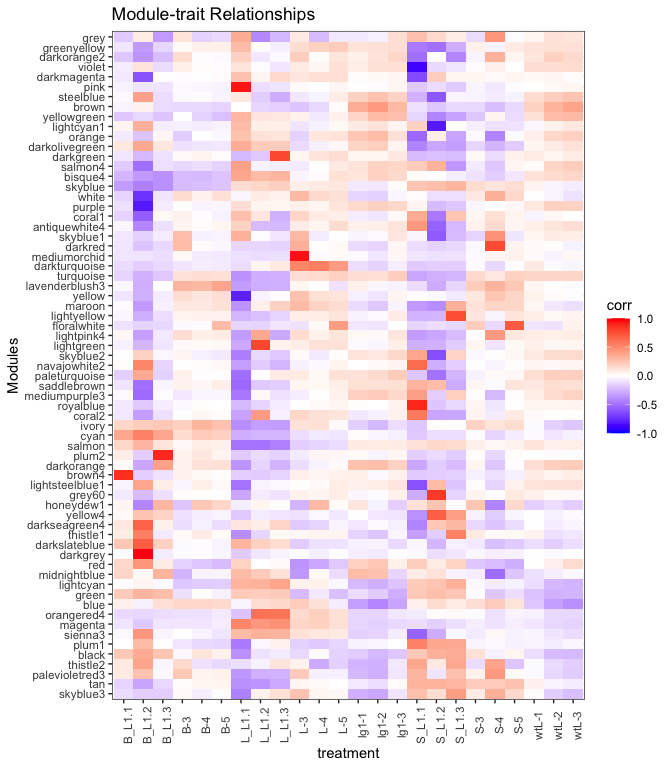 Module-trait Relationships
grey
greenyellow
darkorange2
violet
darkmagenta
pink
steelblue
brown
yellowgreen
lightcyan1
orange
darkolivegreen
darkgreen
salmon4
bisque4
skyblue
white
purple
coral1
antiquewhite4
skyblue1
darkred
mediumorchid
darkturquoise
turquoise
lavenderblush3
yellow
maroon
lightyellow
floralwhite
lightpink4
lightgreen
skyblue2
navajowhite2
paleturquoise
saddlebrown
mediumpurple3
royalblue
coral2
ivory
cyan
salmon
plum2
darkorange
brown4
lightsteelblue1
grey60
honeydew1
yellow4
darkseagreen4
thistle1
darkslateblue
darkgrey
red
midnightblue
lightcyan
green
blue
orangered4
magenta
sienna3
plum1
black
thistle2
palevioletred3
tan
skyblue3
Modules
B_L1.1
B_L1.2
B_L1.3
B-3
B-4
B-5
L_L1.1
L_L1.2
L_L1.3
L-3
L-4
L-5
lg1-1
lg1-2
lg1-3
S_L1.1
S_L1.2
S_L1.3
S-3
S-4
S-5
wtL-1
wtL-2
wtL-3
treatment
corr
1.0
0.5
0.0
-0.5
-1.0